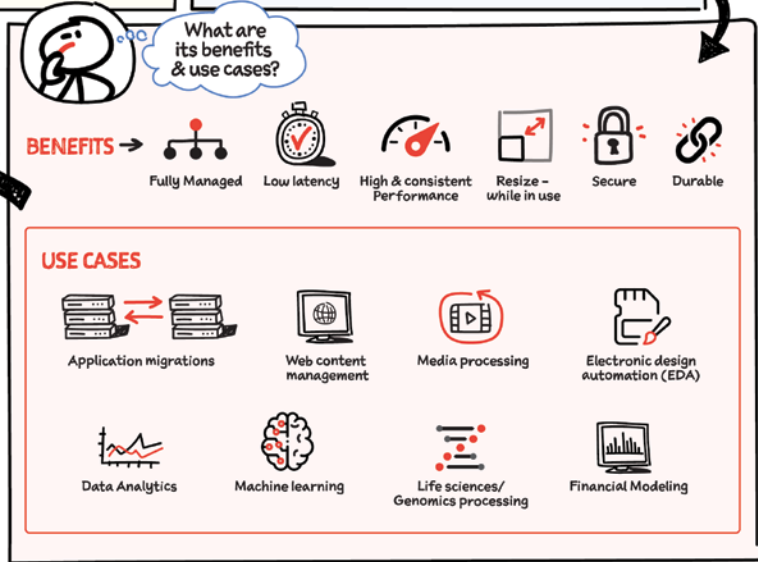 What are
its benefits
& use cases?
BENEFITS
Fully Managed
Low latency
High & consistent
Performance
Resize –
while in use
Secure
Durable
USE CASES
Application migrations
Web content
management
Media processing
Electronic design
automation (EDA)
Data Analytics
Machine learning
Life sciences/
Genomics processing
Financial Modeling